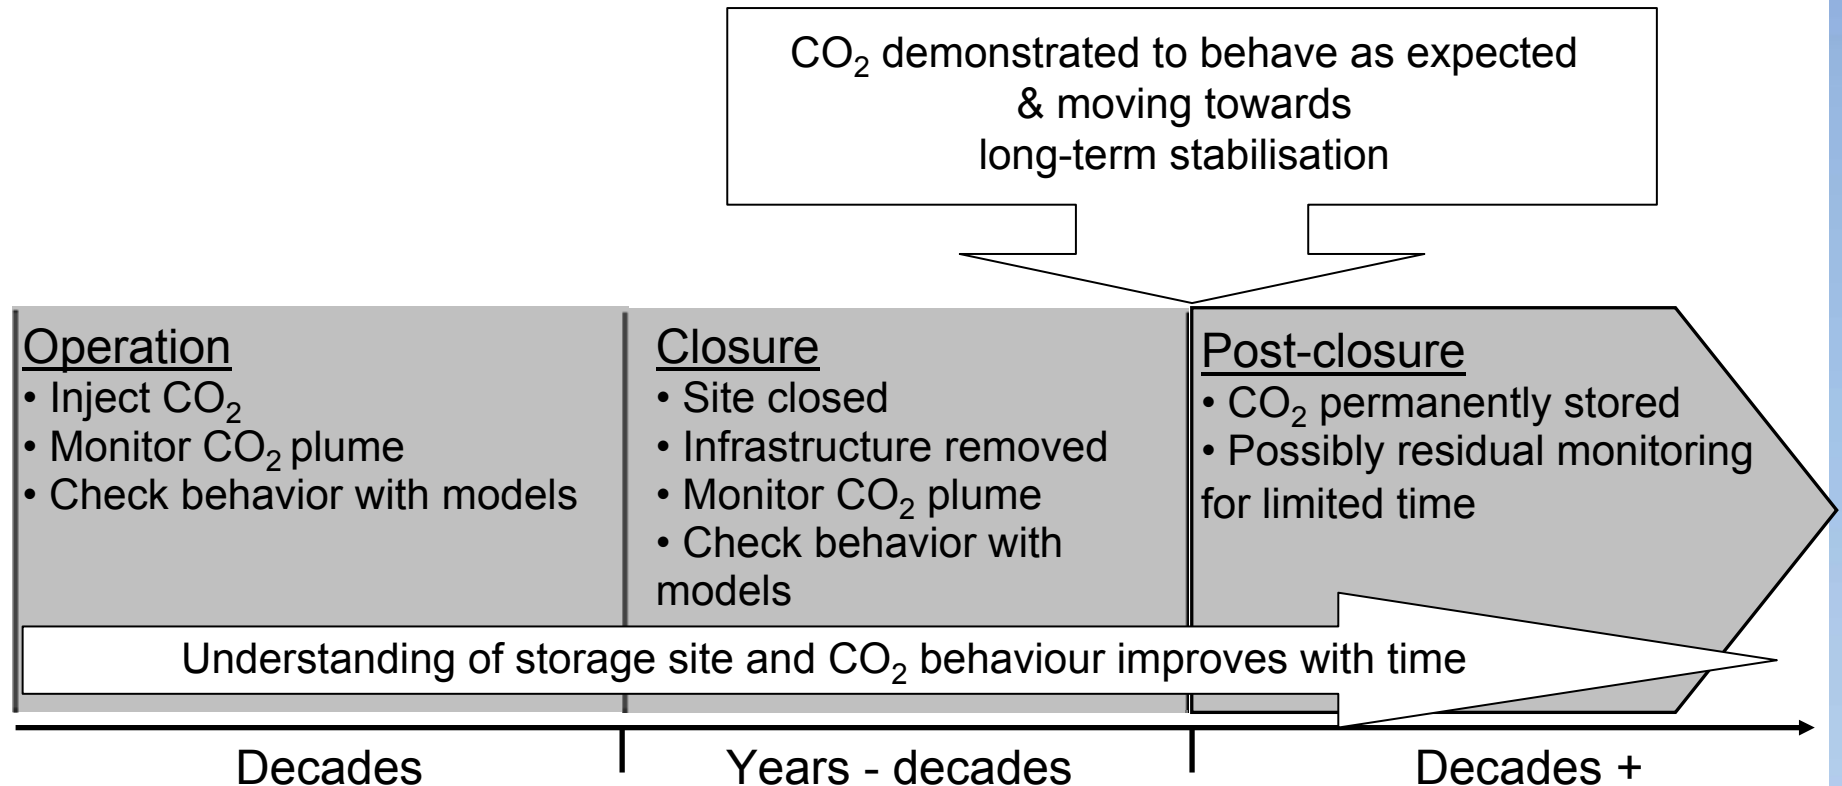 CO₂ demonstrated to behave as expected
& moving towards
long-term stabilisation
Operation
• Inject CO₂
• Monitor CO₂ plume
• Check behavior with models
Closure
• Site closed
• Infrastructure removed
• Monitor CO₂ plume
• Check behavior with
models
Post-closure
• CO₂ permanently stored
• Possibly residual monitoring
for limited time
Understanding of storage site and CO₂ behaviour improves with time
Decades
Years - decades
Decades +